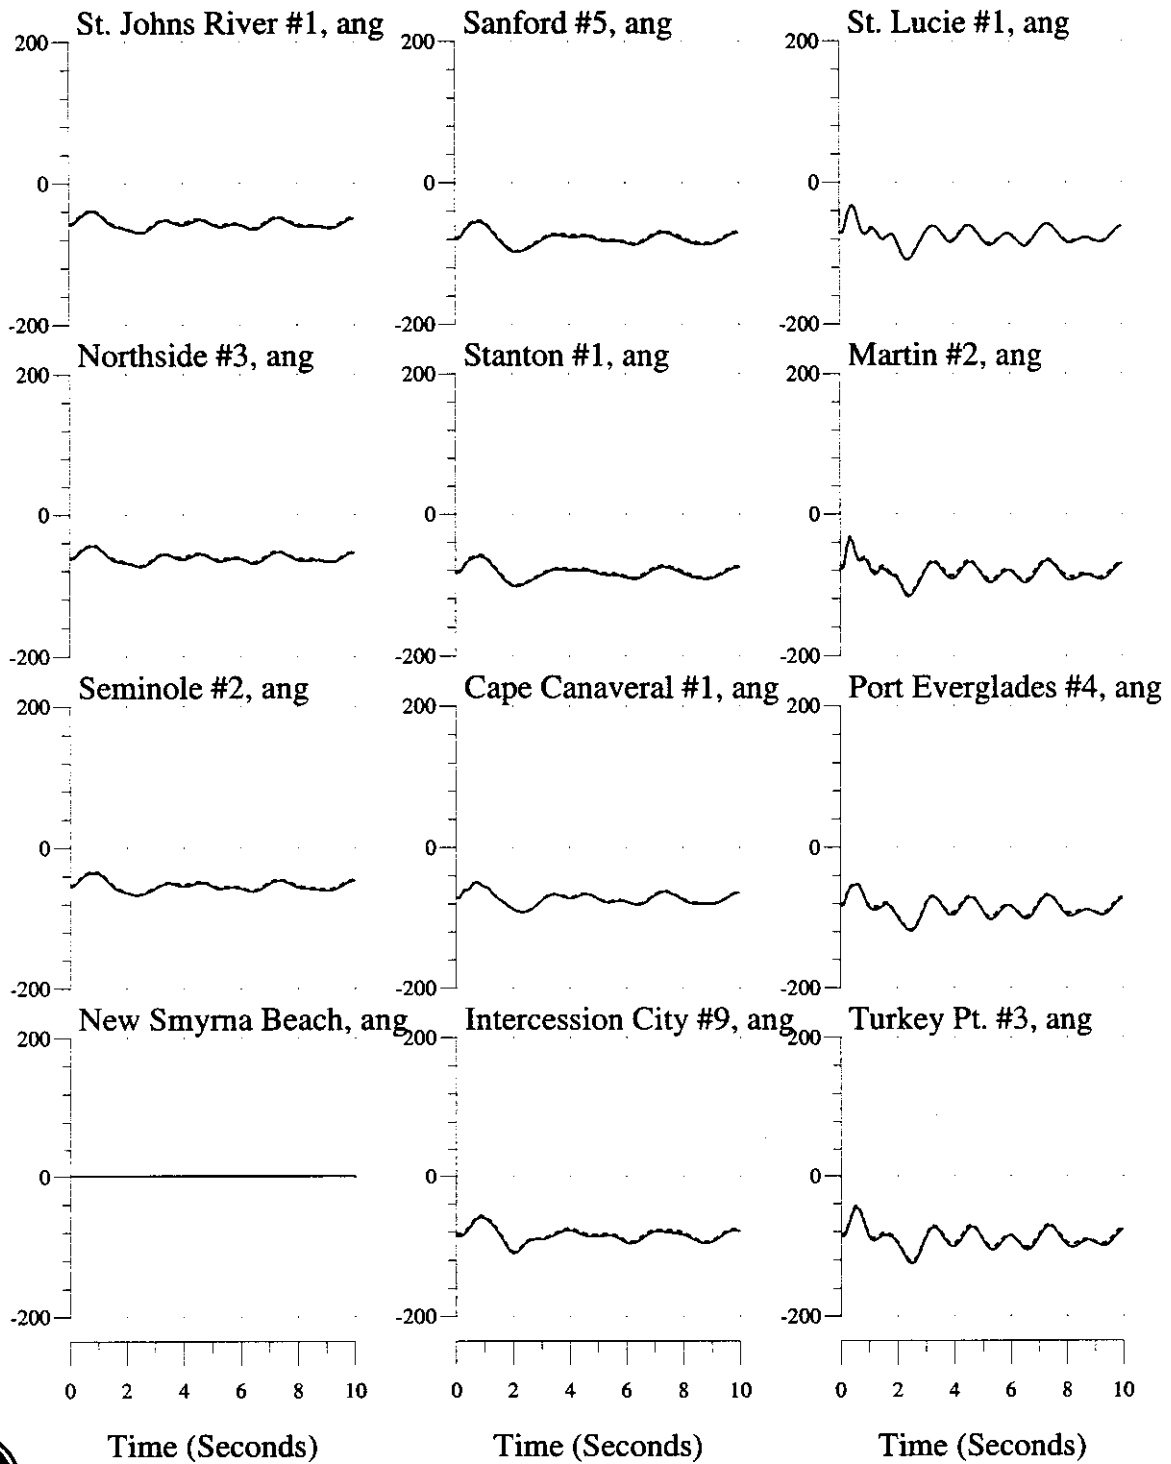 St. Johns River #1, ang
200
0
-200
Sanford #5, ang
200
0
-200
St. Lucie #1, ang
200
0
-200
Northside #3, ang
200
0
-200
Stanton #1, ang
200
0
-200
Martin #2, ang
200
0
-200
Seminole #2, ang
200
0
-200
Cape Canaveral #1, ang
200
0
-200
Port Everglades #4, ang
200
0
-200
New Smyrna Beach, ang
200
0
-200
0 2 4 6 8 10
Time (Seconds)
Intercession City #9, ang
200
0
-200
0 2 4 6 8 10
Time (Seconds)
Turkey Pt. #3, ang
200
0
-200
0 2 4 6 8 10
Time (Seconds)